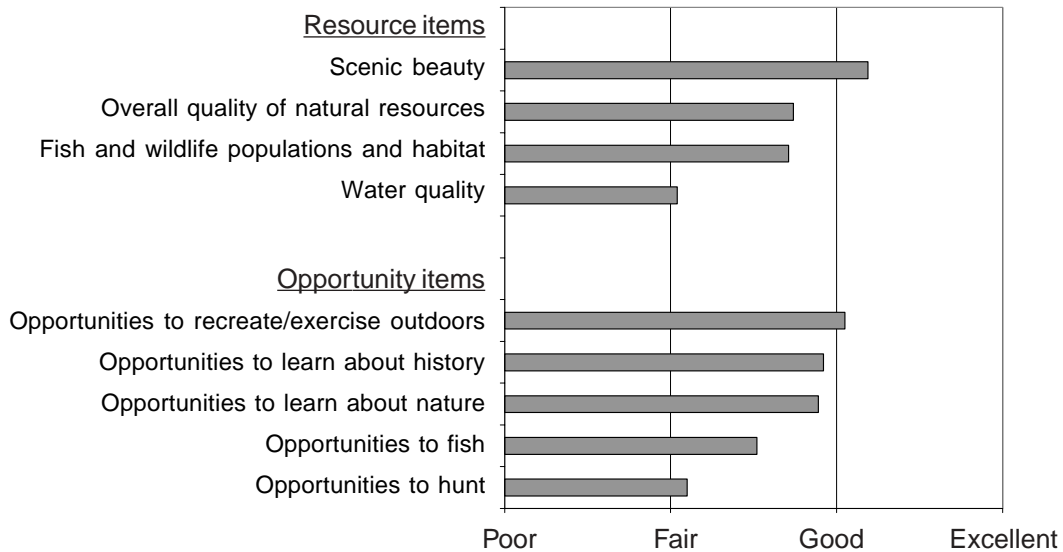 Resource items
Scenic beauty
Overall quality of natural resources
Fish and wildlife populations and habitat
Water quality
Opportunity items
Opportunities to recreate/exercise outdoors
Opportunities to learn about history
Opportunities to learn about nature
Opportunities to fish
Opportunities to hunt
Poor Fair Good Excellent